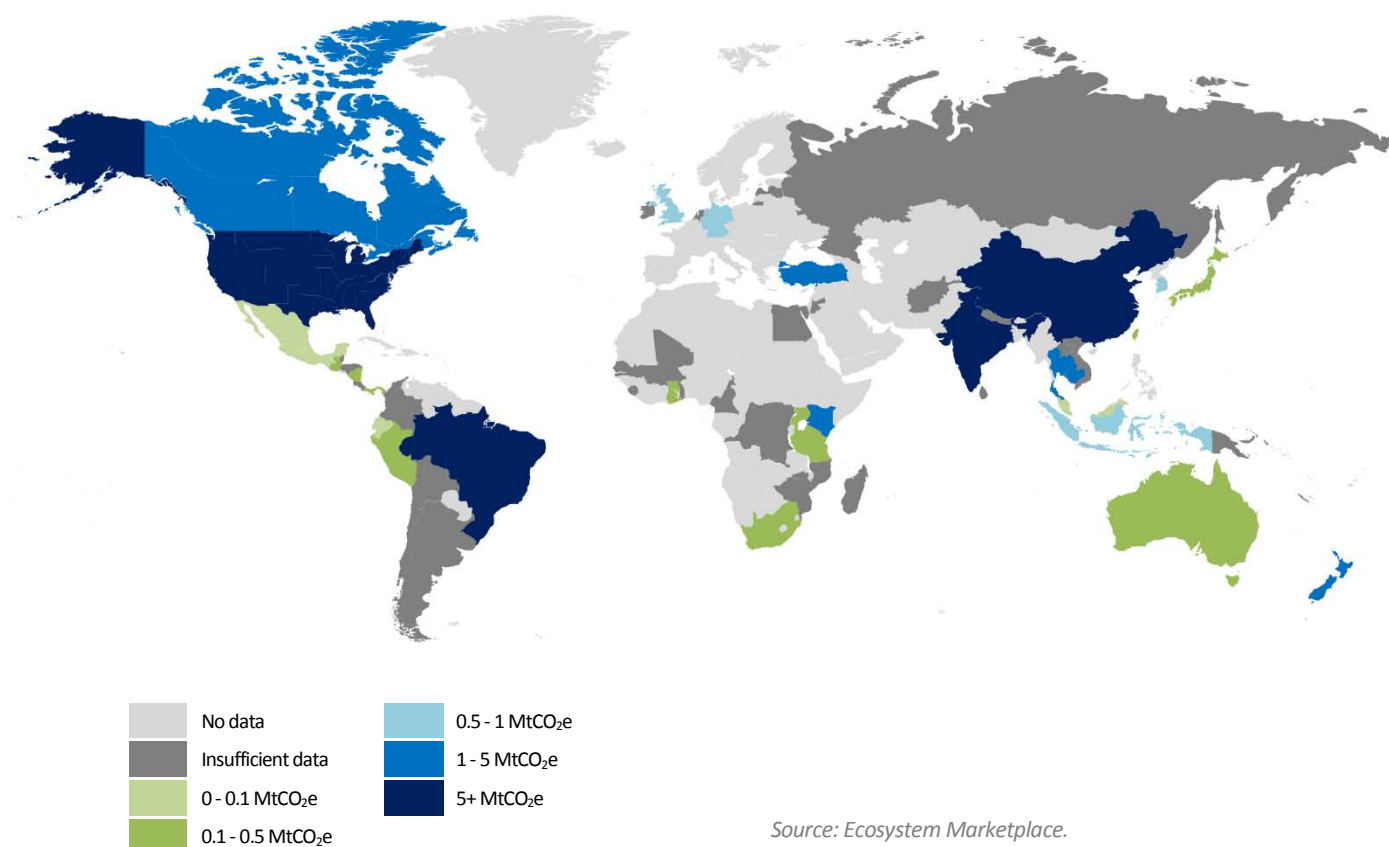 No data
Insufficient data
0 - 0.1 MtCO₂e
0.1 - 0.5 MtCO₂e
0.5 - 1 MtCO₂e
1 - 5 MtCO₂e
5+ MtCO₂e
Source: Ecosystem Marketplace.